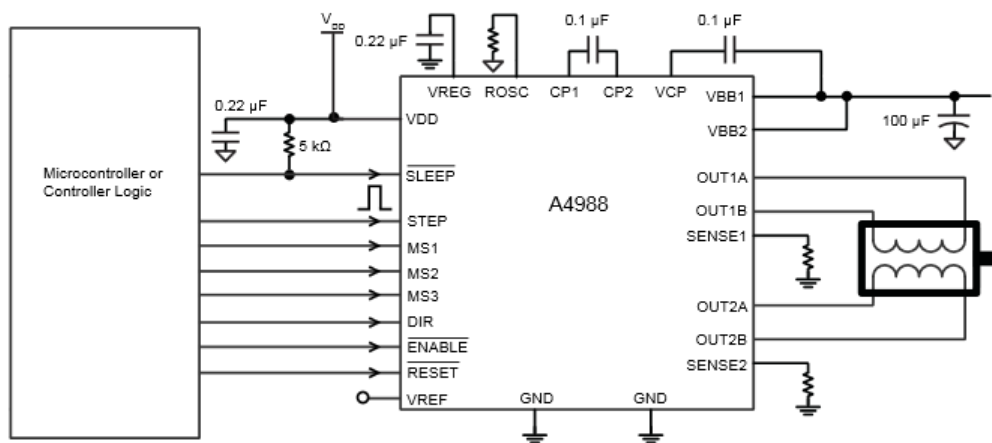 V_DD
0.22 µF
0.1 µF
0.1 µF
0.22 µF
5 kΩ
100 µF
Microcontroller or
Controller Logic
VREG
ROSC
CP1
CP2
VCP
VDD
SLEEP
STEP
MS1
MS2
MS3
DIR
ENABLE
RESET
VREF
A4988
GND
GND
VBB1
VBB2
OUT1A
OUT1B
SENSE1
OUT2A
OUT2B
SENSE2